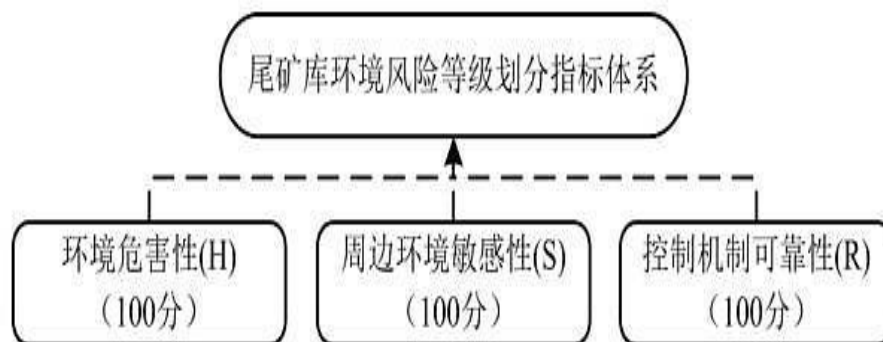 尾矿库环境风险等级划分指标体系
环境危害性(H)
（100分）
周边环境敏感性(S)
（100分）
控制机制可靠性(R)
（100分）